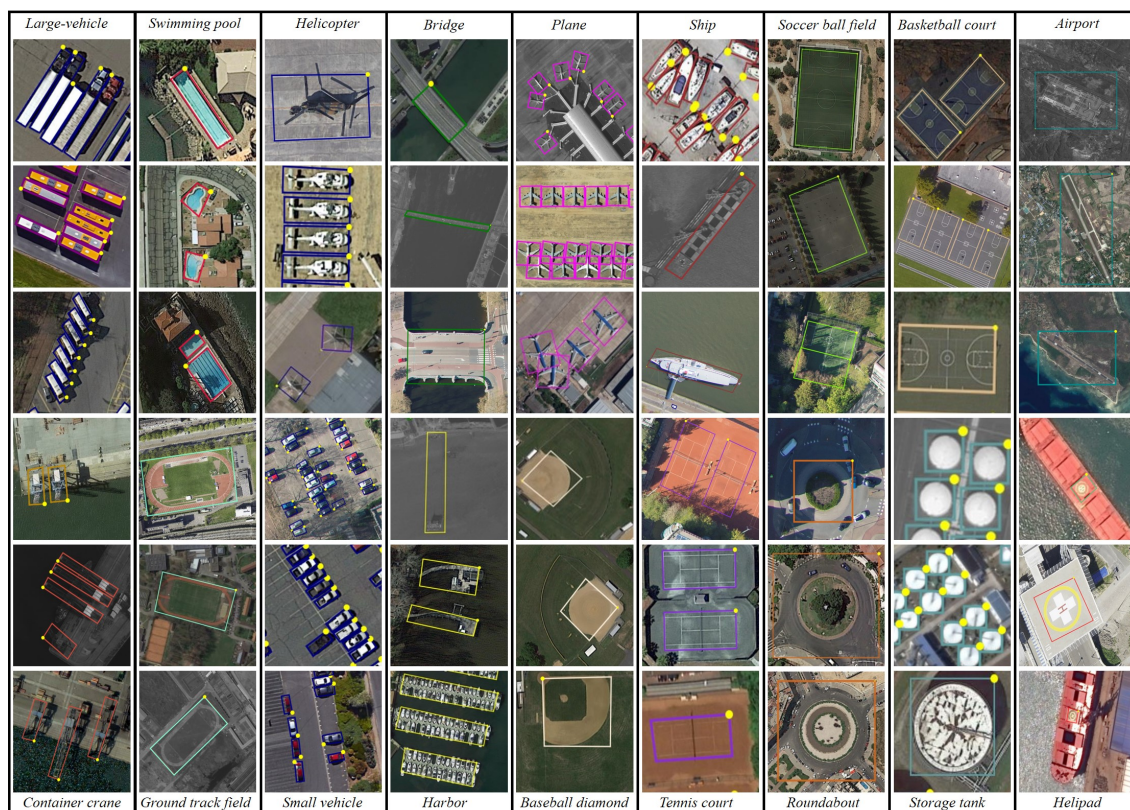 Large-vehicle
Swimming pool
Helicopter
Bridge
Plane
Ship
Soccer ball field
Basketball court
Airport
H
Container crane
Ground track field
Small vehicle
Harbor
Baseball diamond
Tennis court
Roundabout
Storage tank
Helipad